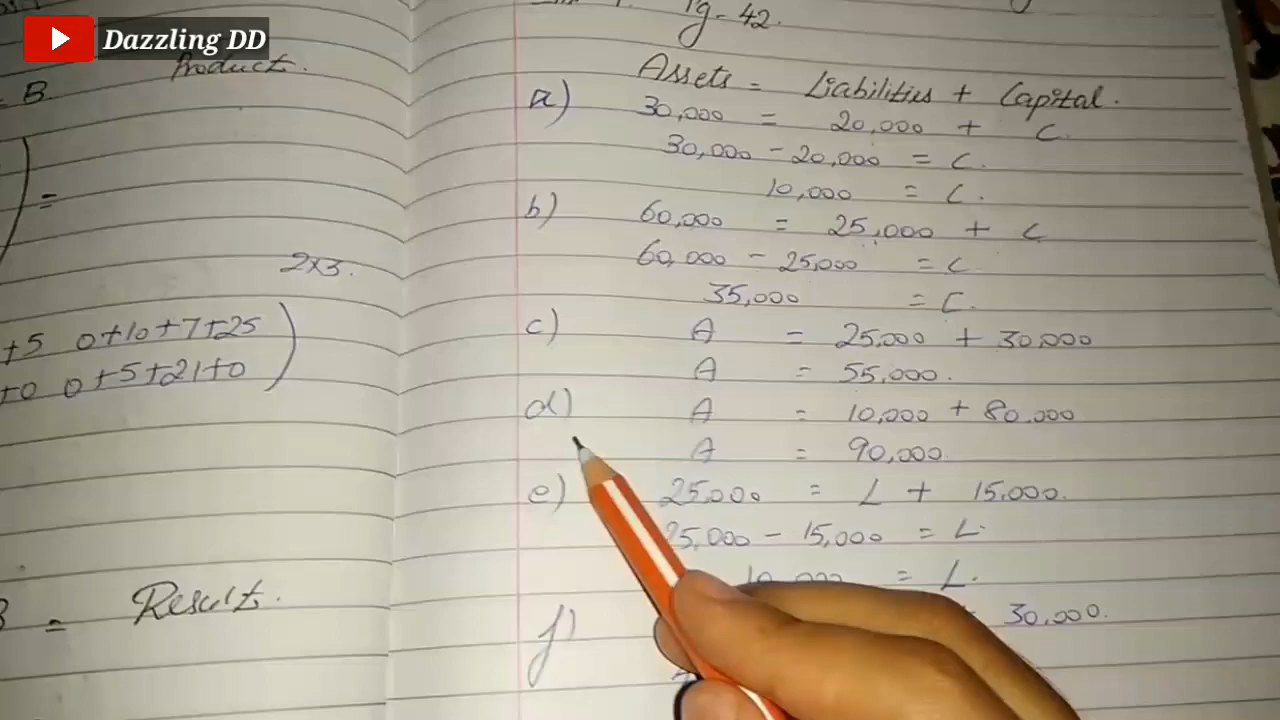 Dazzling DD
Product.
= B
=
2x3.
+5 0+10+7+25
+0 0+5+21+0
= Result.
Pg-42.
Assets = Liabilities + Capital.
a) 30,000 = 20,000 + C.
30,000 - 20,000 = C.
10,000 = C.
b) 60,000 = 25,000 + C
60,000 - 25,000 = C
35,000 = C.
c) A = 25,000 + 30,000
A = 55,000.
d) A = 10,000 + 80,000
A = 90,000.
e) 25,000 = L + 15,000.
25,000 - 15,000 = L.
10,000 = L.
f) 30,000.